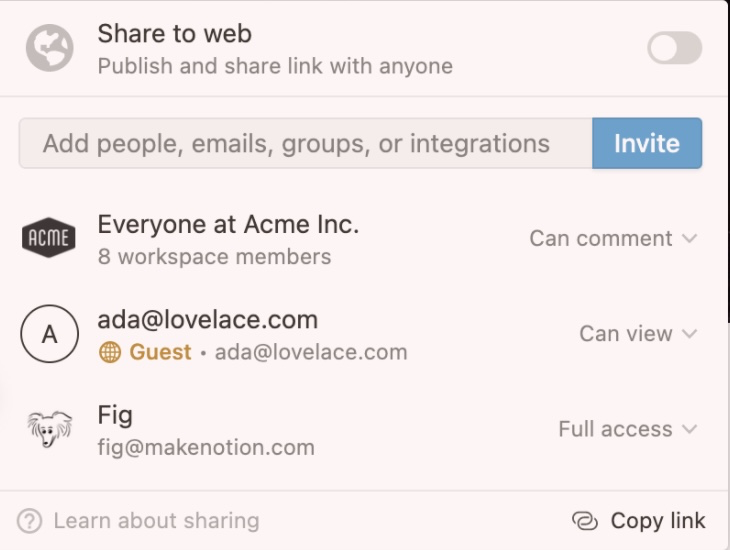 Share to web
Publish and share link with anyone
Add people, emails, groups, or integrations
Invite
ACME
Everyone at Acme Inc.
8 workspace members
Can comment
A
ada@lovelace.com
Guest • ada@lovelace.com
Can view
Fig
fig@makenotion.com
Full access
? Learn about sharing
Copy link